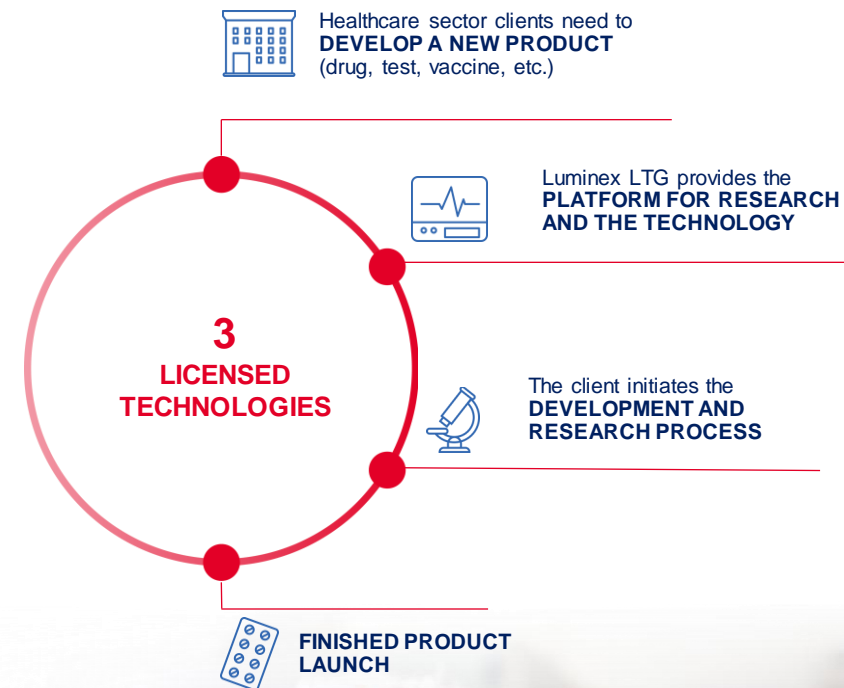 Healthcare sector clients need to
DEVELOP A NEW PRODUCT
(drug, test, vaccine, etc.)
Luminex LTG provides the
PLATFORM FOR RESEARCH
AND THE TECHNOLOGY
3
LICENSED
TECHNOLOGIES
The client initiates the
DEVELOPMENT AND
RESEARCH PROCESS
FINISHED PRODUCT
LAUNCH